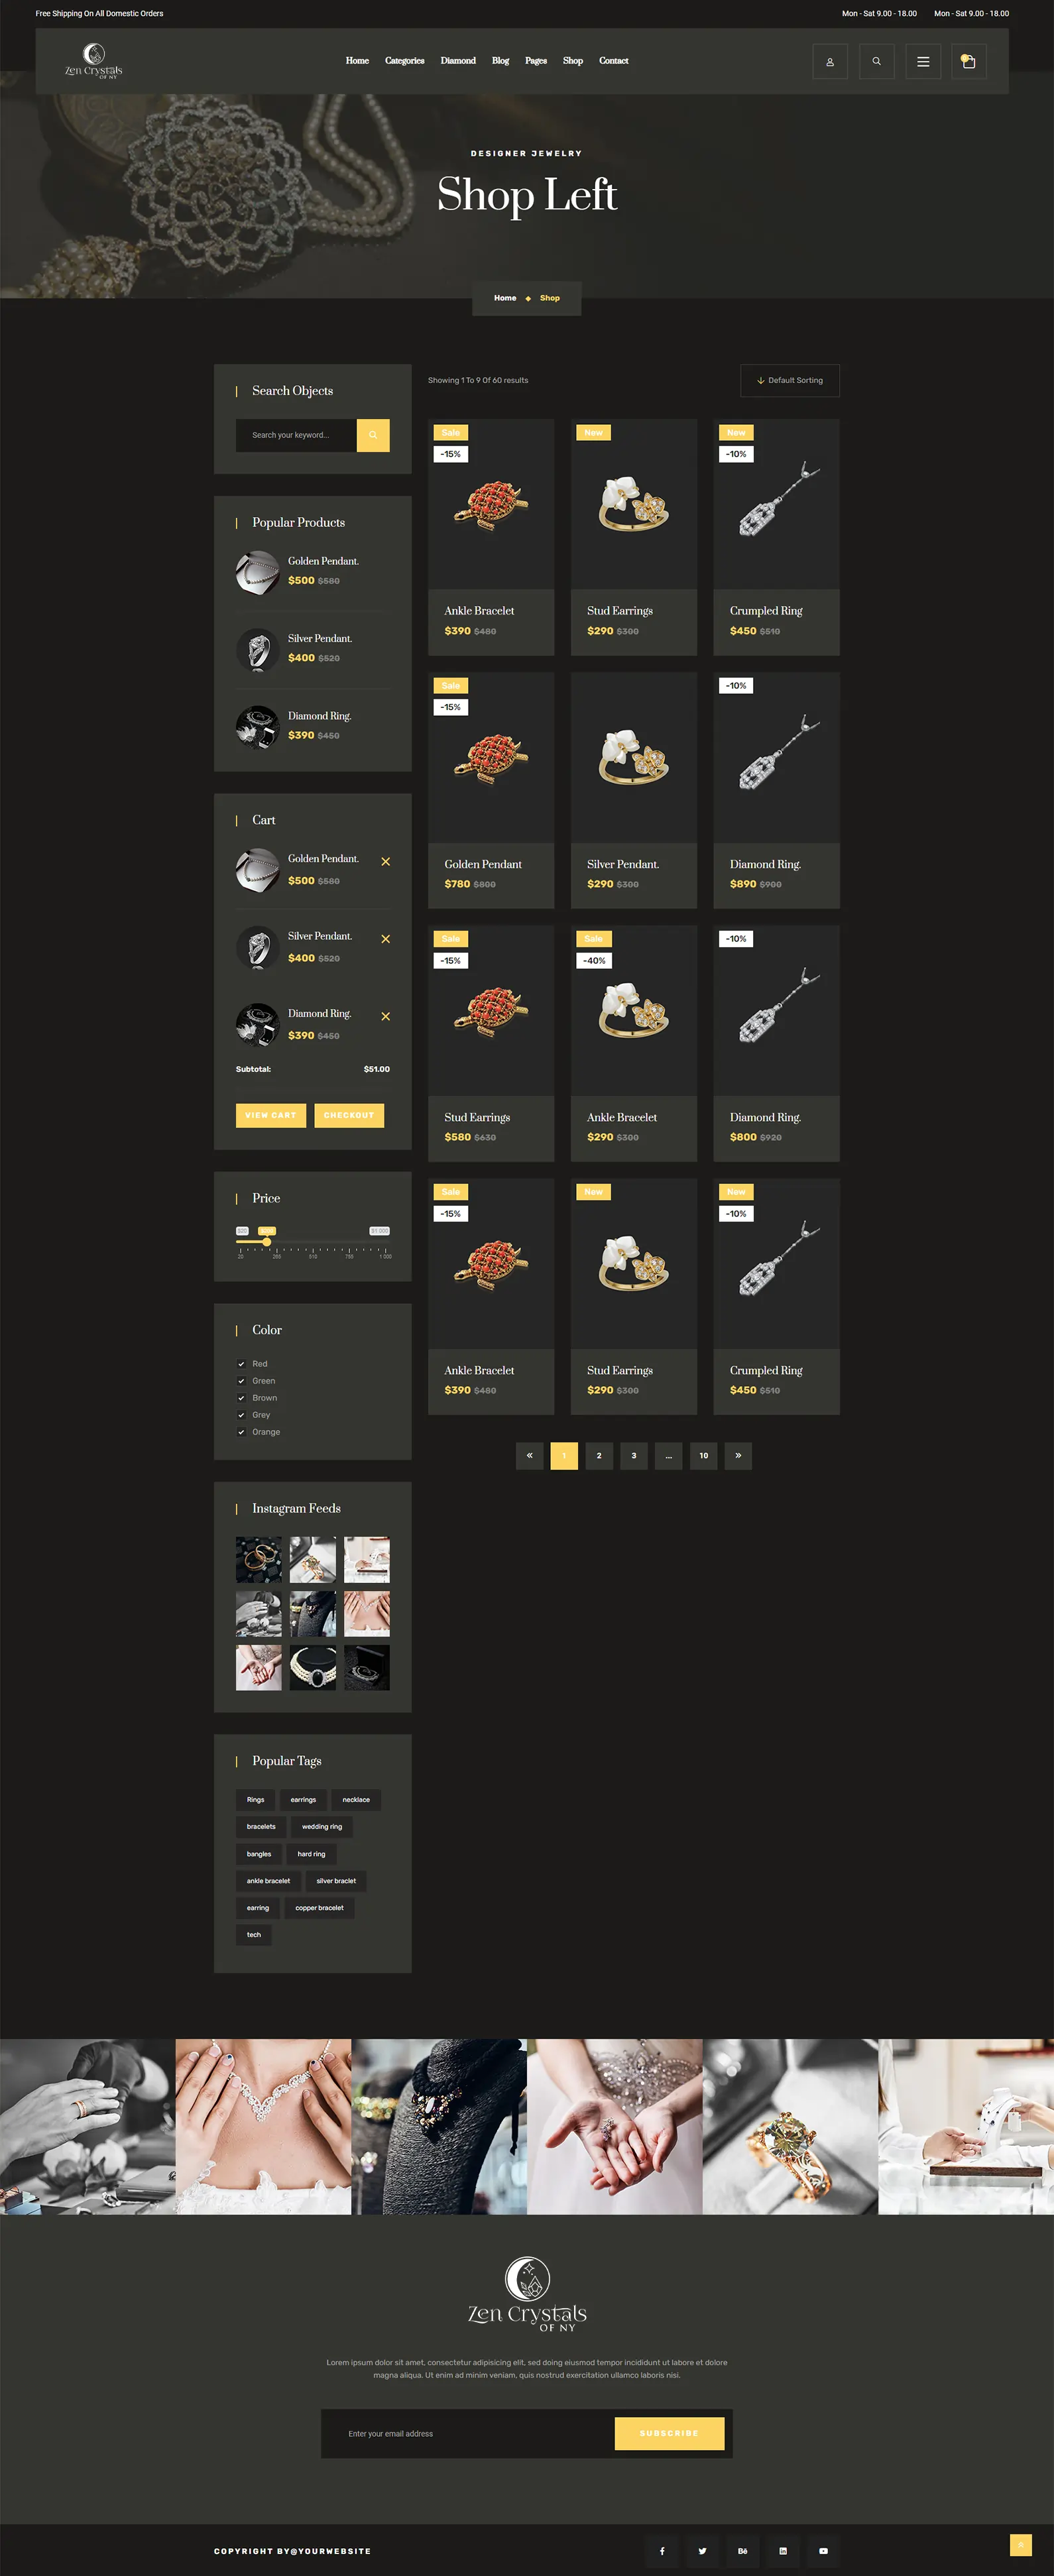 Free Shipping On All Domestic Orders
Mon - Sat 9.00 - 18.00
Mon - Sat 9.00 - 18.00
Zen Crystals
OF NY
Home
Categories
Diamond
Blog
Pages
Shop
Contact
DESIGNER JEWELRY
Shop Left
Home
Shop
Search Objects
Search your keyword...
Popular Products
Golden Pendant.
$500 $580
Silver Pendant.
$400 $520
Diamond Ring.
$390 $450
Cart
Golden Pendant.
$500 $580
Silver Pendant.
$400 $520
Diamond Ring.
$390 $450
Subtotal: $51.00
VIEW CART
CHECKOUT
Price
$20
$1 000
20 265 510 755 1 000
Color
Red
Green
Brown
Grey
Orange
Instagram Feeds
Popular Tags
Rings
earrings
necklace
bracelets
wedding ring
bangles
hard ring
ankle bracelet
silver braclet
earring
copper bracelet
tech
Showing 1 To 9 Of 60 results
Default Sorting
Sale
-15%
Ankle Bracelet
$390 $480
New
Stud Earrings
$290 $300
New
-10%
Crumpled Ring
$450 $510
Sale
-15%
Golden Pendant
$780 $800
Silver Pendant.
$290 $300
-10%
Diamond Ring.
$890 $900
Sale
-15%
Stud Earrings
$580 $630
Sale
-40%
Ankle Bracelet
$290 $300
-10%
Diamond Ring.
$800 $920
Sale
-15%
Ankle Bracelet
$390 $480
New
Stud Earrings
$290 $300
New
-10%
Crumpled Ring
$450 $510
« 1 2 3 ... 10 »
Zen Crystals
OF NY
Lorem ipsum dolor sit amet, consectetur adipisicing elit, sed doing eiusmod tempor incididunt ut labore et dolore
magna aliqua. Ut enim ad minim veniam, quis nostrud exercitation ullamco laboris nisi.
Enter your email address
SUBSCRIBE
COPYRIGHT BY@YOURWEBSITE
Bē